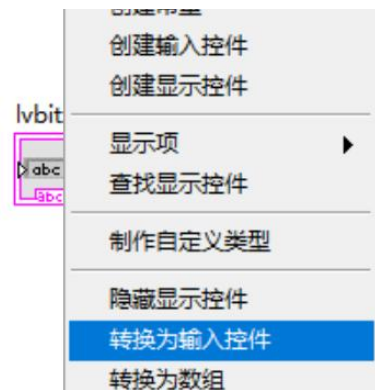 创建输入控件
创建显示控件
lvbit
显示项
abc
查找显示控件
abc
制作自定义类型
隐藏显示控件
转换为输入控件
转换为数组